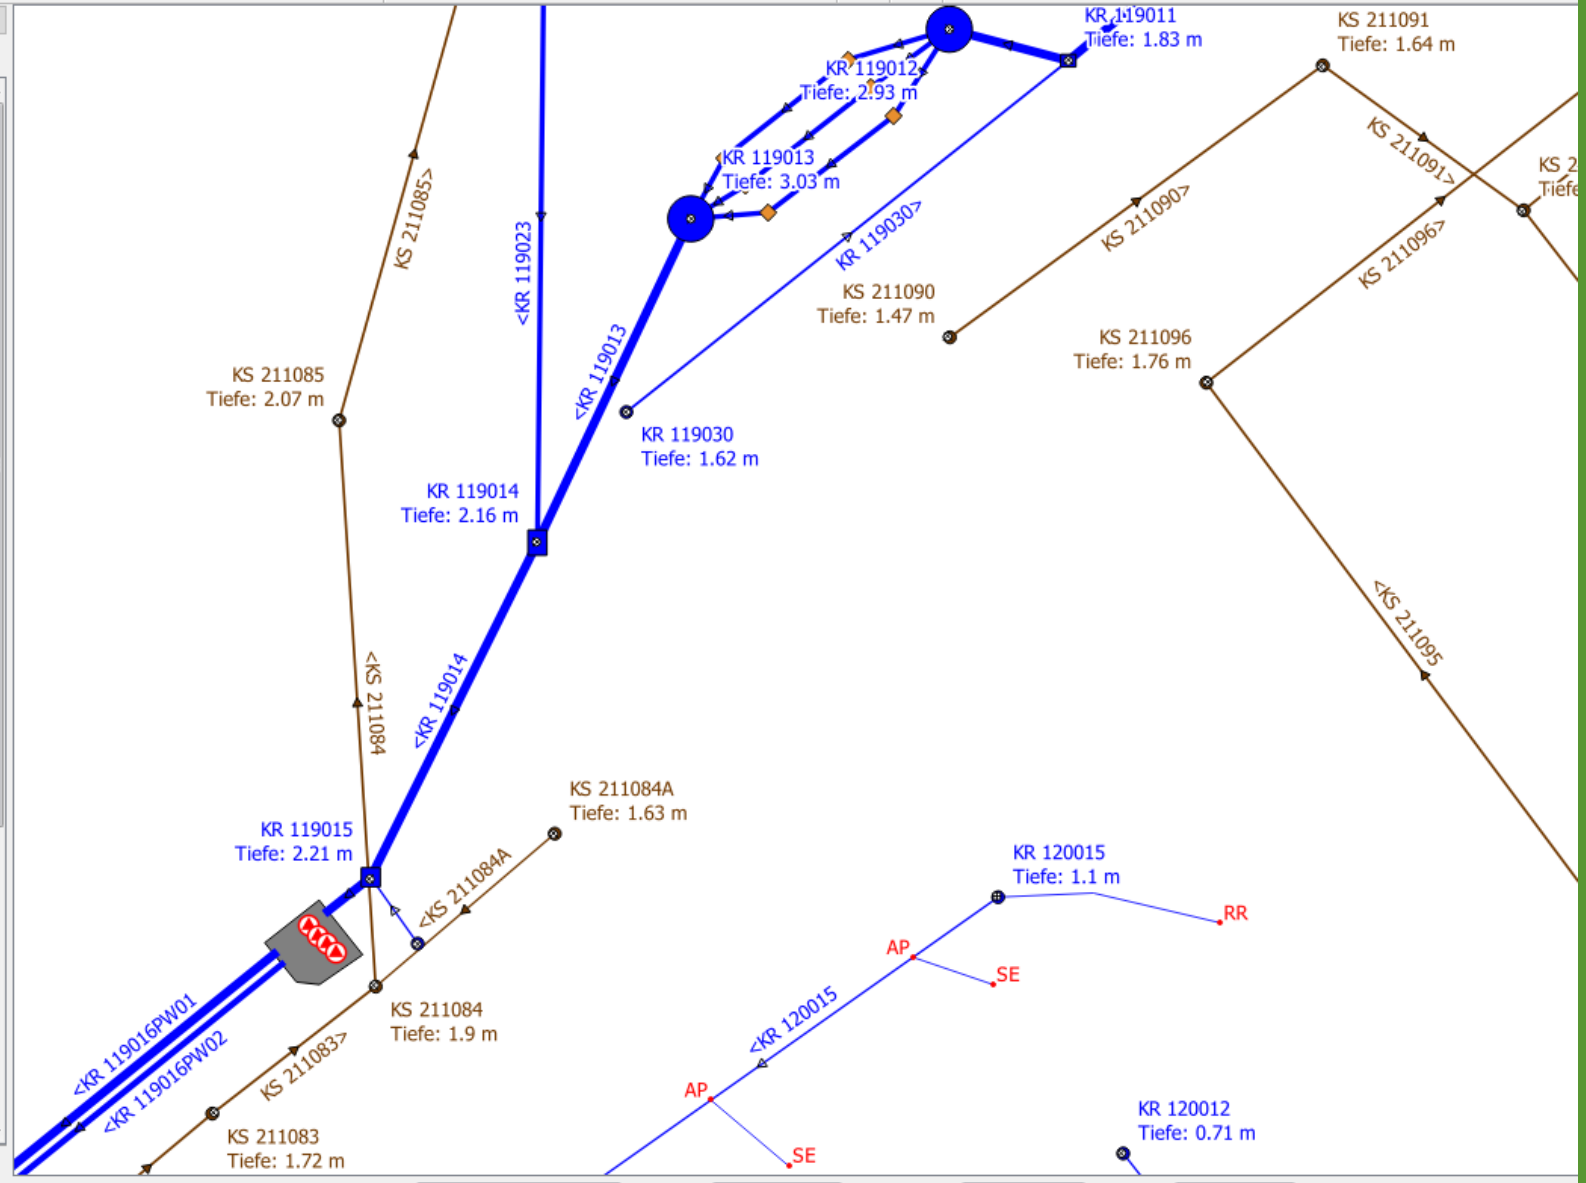 KR 119011
Tiefe: 1.83 m
KS 211091
Tiefe: 1.64 m
KR 119012
Tiefe: 2.93 m
KS 211091>
KR 119013
Tiefe: 3.03 m
KS 2
Tiefe
KS 211085>
KS 211090>
KR 119030>
KS 211096>
<KR 119023
KS 211090
Tiefe: 1.47 m
KS 211096
Tiefe: 1.76 m
<KR 119013
KS 211085
Tiefe: 2.07 m
KR 119030
Tiefe: 1.62 m
KR 119014
Tiefe: 2.16 m
<KS 211095
<KS 211084
<KR 119014
KS 211084A
Tiefe: 1.63 m
KR 119015
Tiefe: 2.21 m
<KS 211084A
KR 120015
Tiefe: 1.1 m
RR
AP
SE
<KR 120015
KS 211084
Tiefe: 1.9 m
<KR 119016PW01
<KR 119016PW02
KS 211083>
AP
SE
KR 120012
Tiefe: 0.71 m
KS 211083
Tiefe: 1.72 m